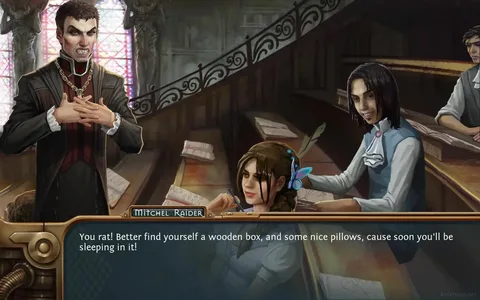 Mitchel Raider
You rat! Better find yourself a wooden box, and some nice pillows, cause soon you'll be
sleeping in it!